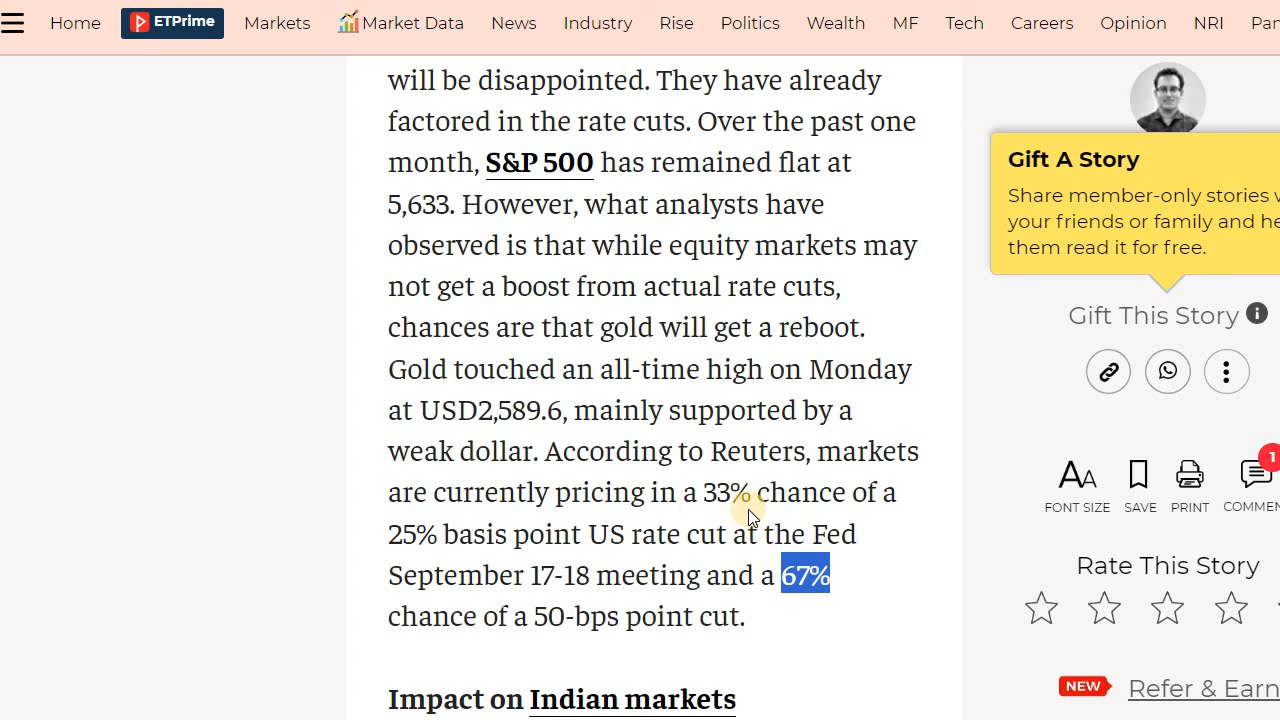 Home ETPrime Markets Market Data News Industry Rise Politics Wealth MF Tech Careers Opinion NRI
will be disappointed. They have already
factored in the rate cuts. Over the past one
month, S&P 500 has remained flat at
5,633. However, what analysts have
observed is that while equity markets may
not get a boost from actual rate cuts,
chances are that gold will get a reboot.
Gold touched an all-time high on Monday
at USD2,589.6, mainly supported by a
weak dollar. According to Reuters, markets
are currently pricing in a 33% chance of a
25% basis point US rate cut at the Fed
September 17-18 meeting and a 67%
chance of a 50-bps point cut.
Impact on Indian markets
Gift A Story
Share member-only stories
your friends or family and
them read it for free.
Gift This Story
1
FONT SIZE SAVE PRINT
Rate This Story
NEW Refer & Earn